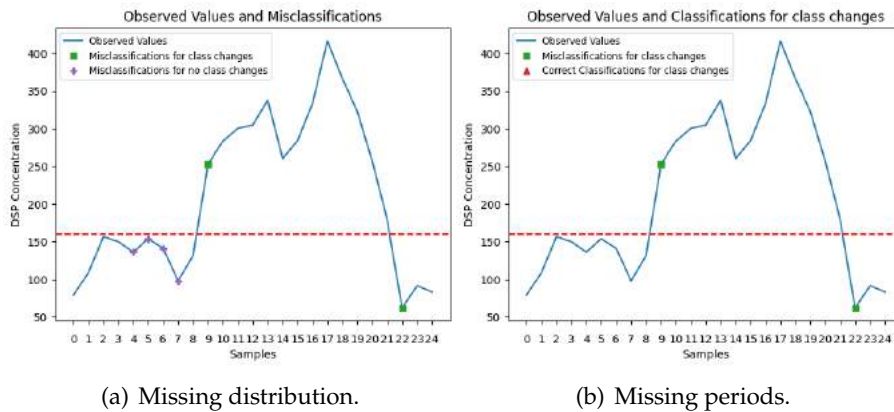 Observed Values and Misclassifications
Observed Values
Misclassifications for class changes
Misclassifications for no class changes
DSP Concentration
400
350
300
250
200
150
100
50
0 1 2 3 4 5 6 7 8 9 10 11 12 13 14 15 16 17 18 19 20 21 22 23 24
Samples
(a) Missing distribution.
Observed Values and Classifications for class changes
Observed Values
Misclassifications for class changes
Correct Classifications for class changes
DSP Concentration
400
350
300
250
200
150
100
50
0 1 2 3 4 5 6 7 8 9 10 11 12 13 14 15 16 17 18 19 20 21 22 23 24
Samples
(b) Missing periods.